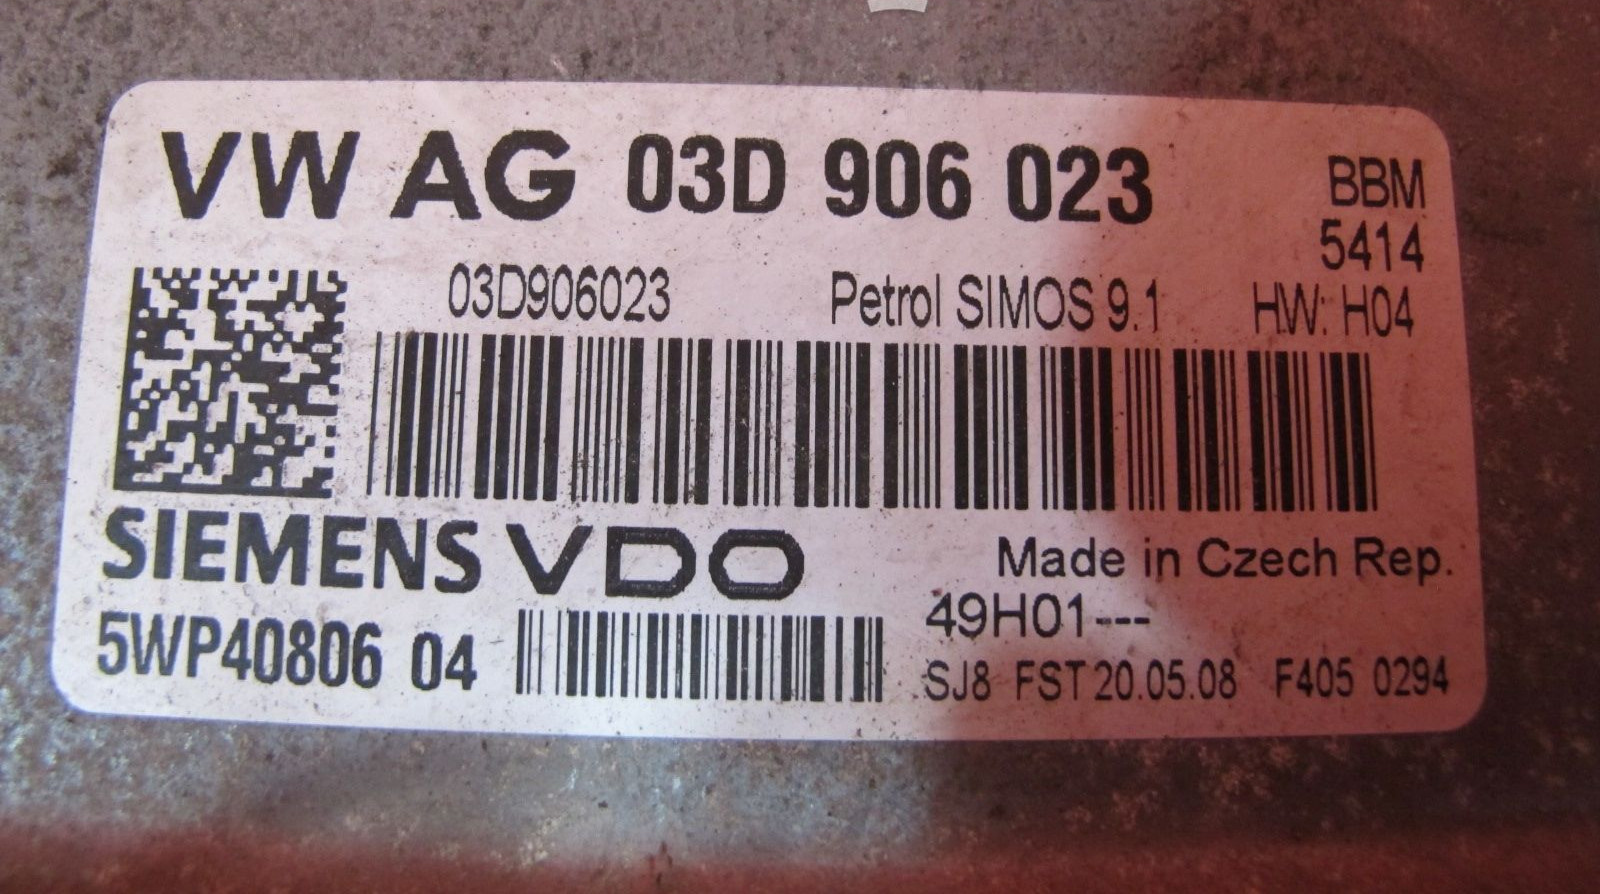 VW AG 03D 906 023
BBM
5414
03D906023 Petrol SIMOS 9.1 HW: H04
SIEMENS VDO
Made in Czech Rep.
5WP40806 04
49H01---
SJ8 FST 20.05.08 F405 0294